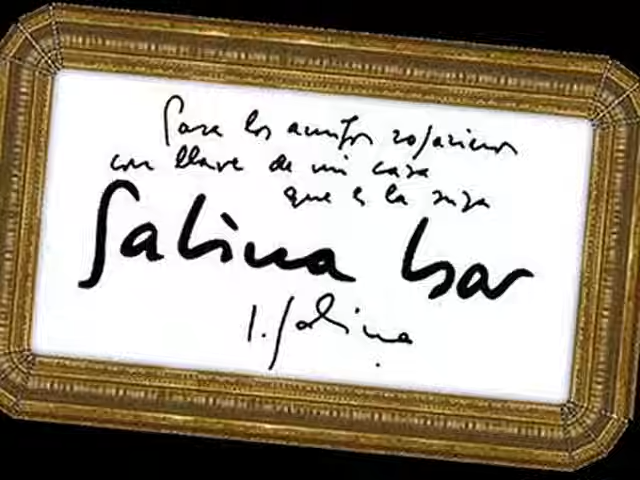 Para los amigos rosarinos
con llave de mi casa
que es la suya
Sabina bar
J. Sabina